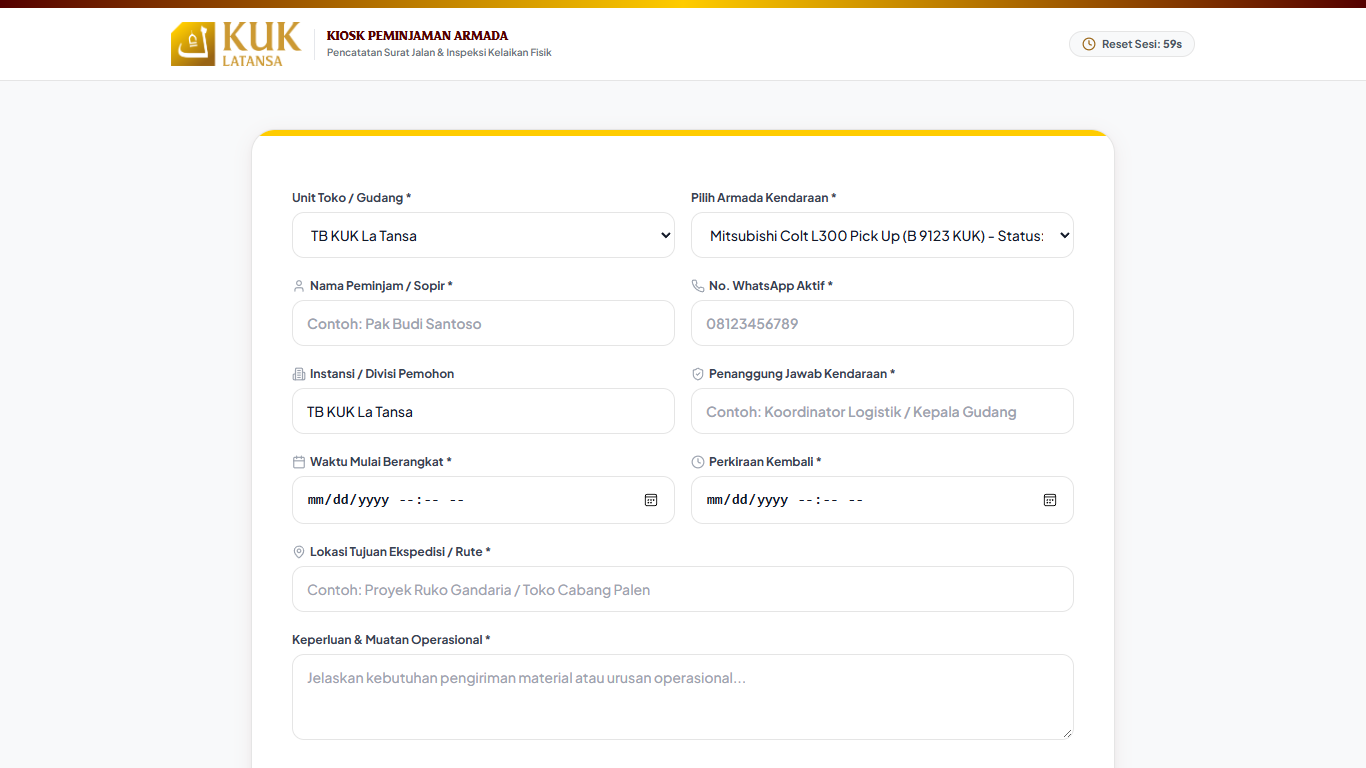 KUK
LATANSA
KIOSK PEMINJAMAN ARMADA
Pencatatan Surat Jalan & Inspeksi Kelaikan Fisik
Reset Sesi: 59s
Unit Toko / Gudang *
Pilih Armada Kendaraan *
TB KUK La Tansa
Mitsubishi Colt L300 Pick Up (B 9123 KUK) - Status:
Nama Peminjam / Sopir *
No. WhatsApp Aktif *
Contoh: Pak Budi Santoso
08123456789
Instansi / Divisi Pemohon
Penanggung Jawab Kendaraan *
TB KUK La Tansa
Contoh: Koordinator Logistik / Kepala Gudang
Waktu Mulai Berangkat *
Perkiraan Kembali *
mm/dd/yyyy --:-- --
mm/dd/yyyy --:-- --
Lokasi Tujuan Ekspedisi / Rute *
Contoh: Proyek Ruko Gandaria / Toko Cabang Palen
Keperluan & Muatan Operasional *
Jelaskan kebutuhan pengiriman material atau urusan operasional...